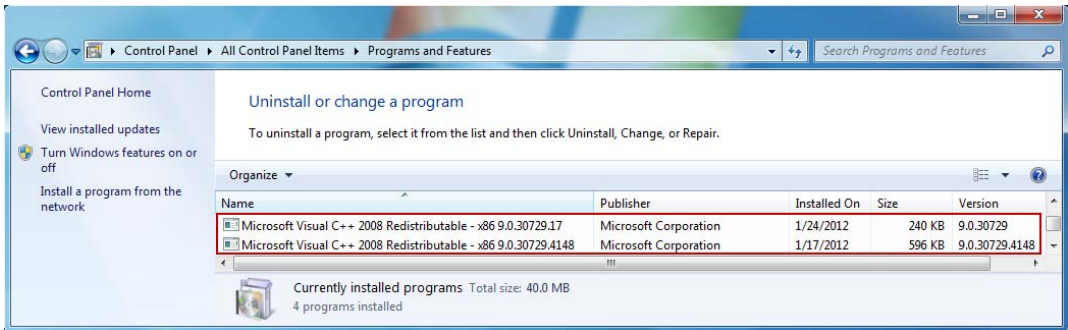 Control Panel ▸ All Control Panel Items ▸ Programs and Features
Search Programs and Features
Control Panel Home
View installed updates
Turn Windows features on or
off
Install a program from the
network
Uninstall or change a program
To uninstall a program, select it from the list and then click Uninstall, Change, or Repair.
Organize
Name Publisher Installed On Size Version
Microsoft Visual C++ 2008 Redistributable - x86 9.0.30729.17 Microsoft Corporation 1/24/2012 240 KB 9.0.30729
Microsoft Visual C++ 2008 Redistributable - x86 9.0.30729.4148 Microsoft Corporation 1/17/2012 596 KB 9.0.30729.4148
Currently installed programs Total size: 40.0 MB
4 programs installed